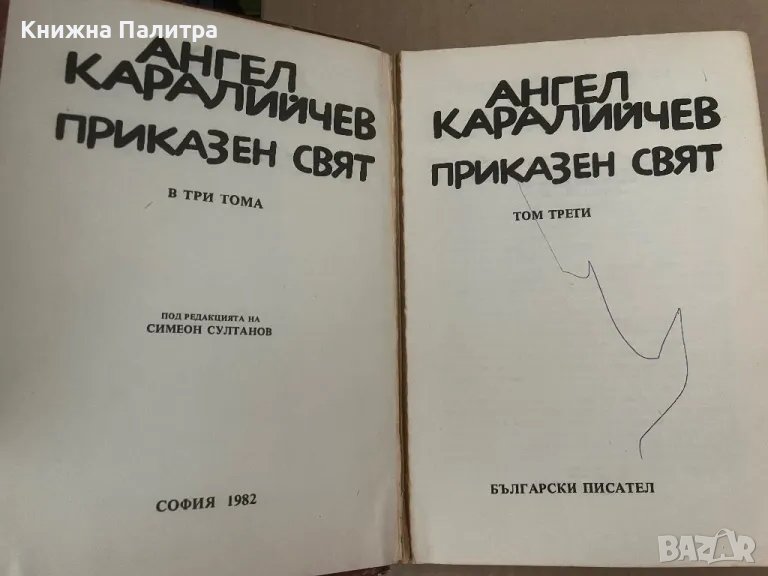 Книжна Палитра
АНГЕЛ
КАРАЛИЙЧЕВ
ПРИКАЗЕН СВЯТ
В ТРИ ТОМА
ПОД РЕДАКЦИЯТА НА
СИМЕОН СУЛТАНОВ
СОФИЯ 1982
АНГЕЛ
КАРАЛИЙЧЕВ
ПРИКАЗЕН СВЯТ
ТОМ ТРЕТИ
БЪЛГАРСКИ ПИСАТЕЛ
BAZAR